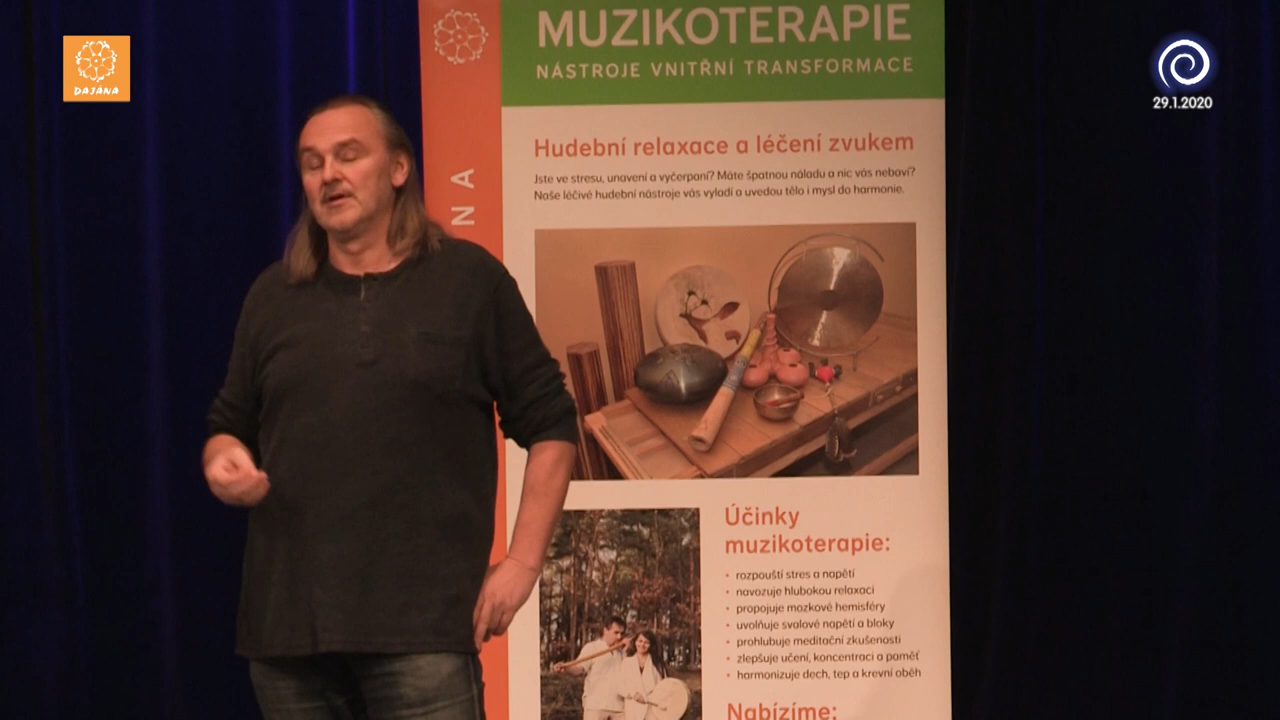 DAJÁNA
29.1.2020
NA
MUZIKOTERAPIE
NÁSTROJE VNITŘNÍ TRANSFORMACE
Hudební relaxace a léčení zvukem
Jste ve stresu, unavení a vyčerpaní? Máte špatnou náladu a nic vás nebaví?
Naše léčivé hudební nástroje vás vyladí a uvedou tělo i mysl do harmonie.
Účinky
muzikoterapie:
• rozpouští stres a napětí
• navozuje hlubokou relaxaci
• propojuje mozkové hemisféry
• uvolňuje svalové napětí a bloky
• prohlubuje meditační zkušenosti
• zlepšuje učení, koncentraci a paměť
• harmonizuje dech, tep a krevní oběh
Nabízíme: